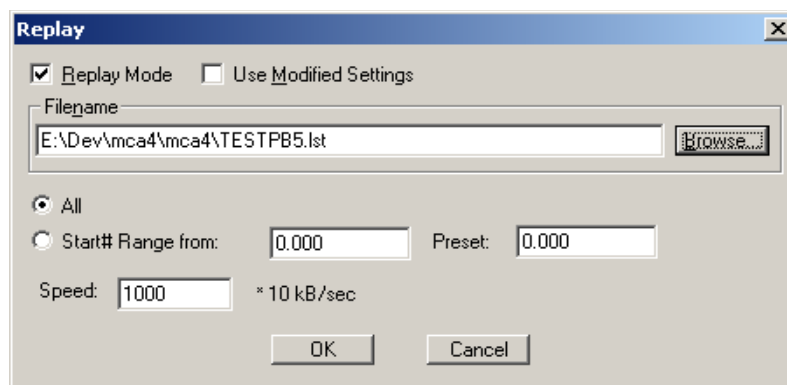 Replay
Replay Mode Use Modified Settings
Filename
E:\Dev\mca4\mca4\TESTPB5.lst Browse...
All
Start# Range from: 0.000 Preset: 0.000
Speed: 1000 * 10 kB/sec
OK Cancel